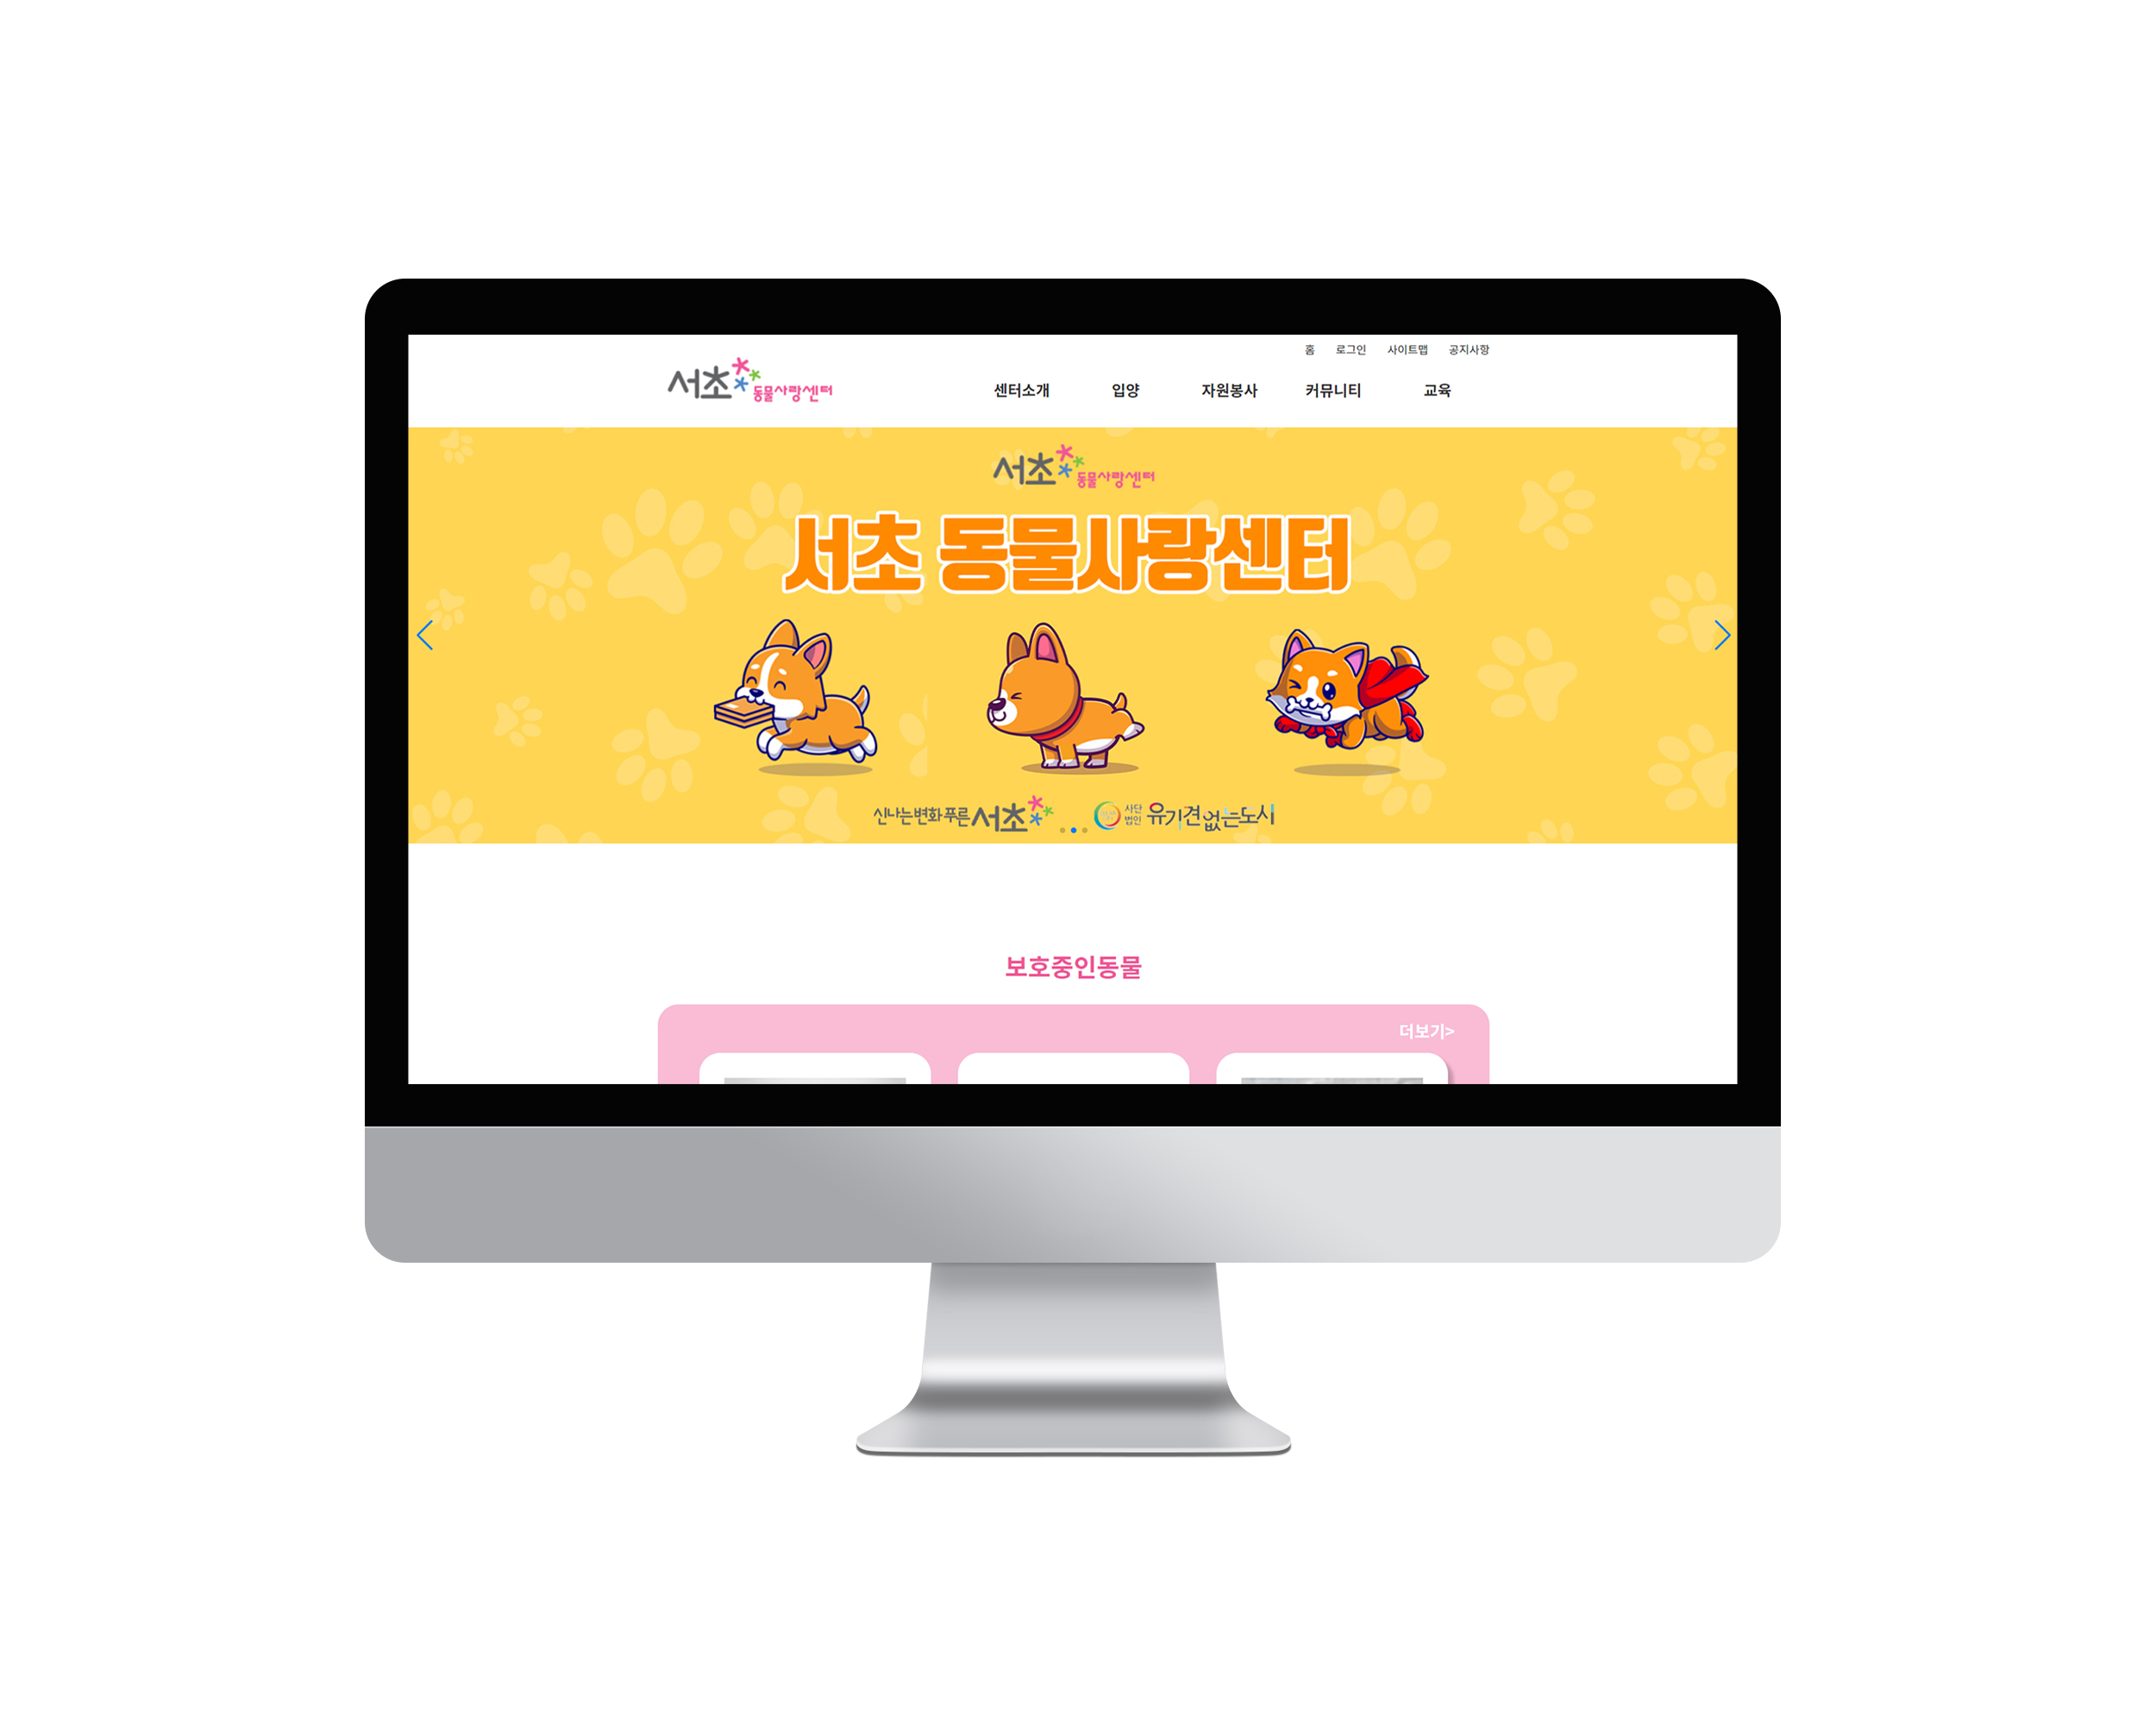 홈 로그인 사이트맵 공지사항
서초 동물사랑센터
센터소개 입양 자원봉사 커뮤니티 교육
서초 동물사랑센터
서초 동물사랑센터
신나는변화 푸른 서초 사단법인 유기견없는도시
보호중인동물
더보기>